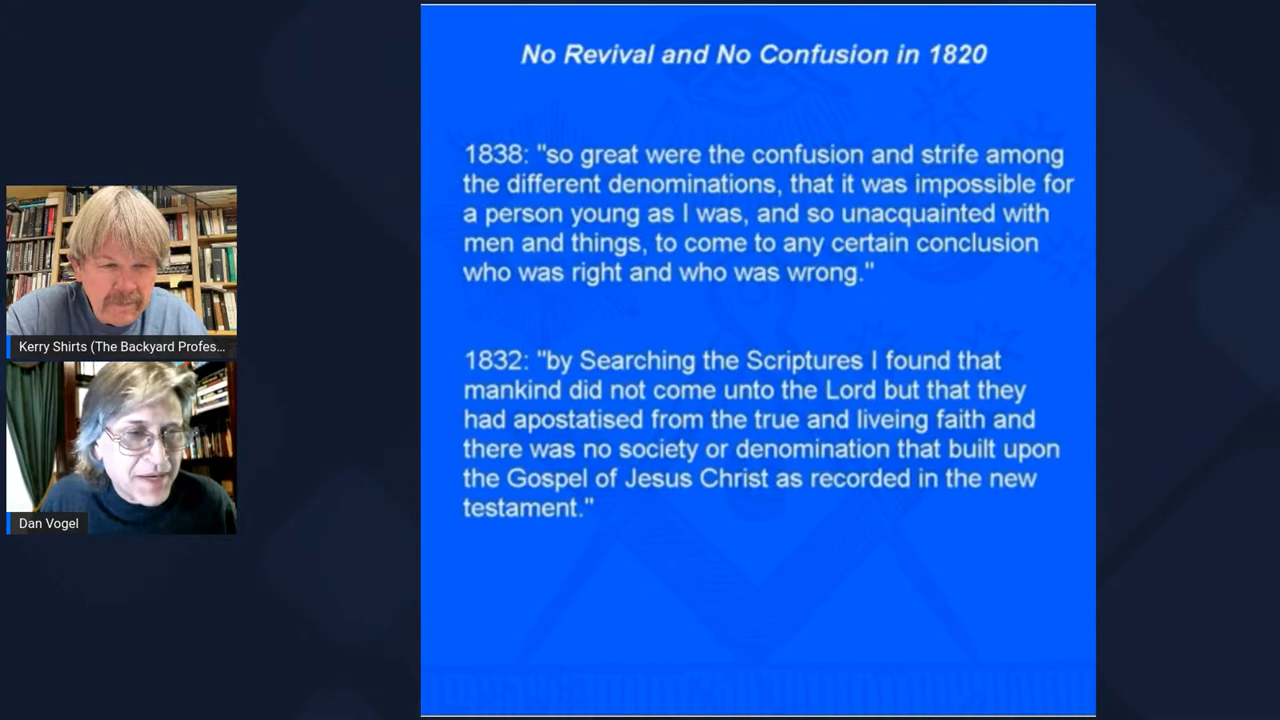 No Revival and No Confusion in 1820
1838: "so great were the confusion and strife among
the different denominations, that it was impossible for
a person young as I was, and so unacquainted with
men and things, to come to any certain conclusion
who was right and who was wrong."
1832: "by Searching the Scriptures I found that
mankind did not come unto the Lord but that they
had apostatised from the true and liveing faith and
there was no society or denomination that built upon
the Gospel of Jesus Christ as recorded in the new
testament."
Kerry Shirts (The Backyard Profes...
Dan Vogel